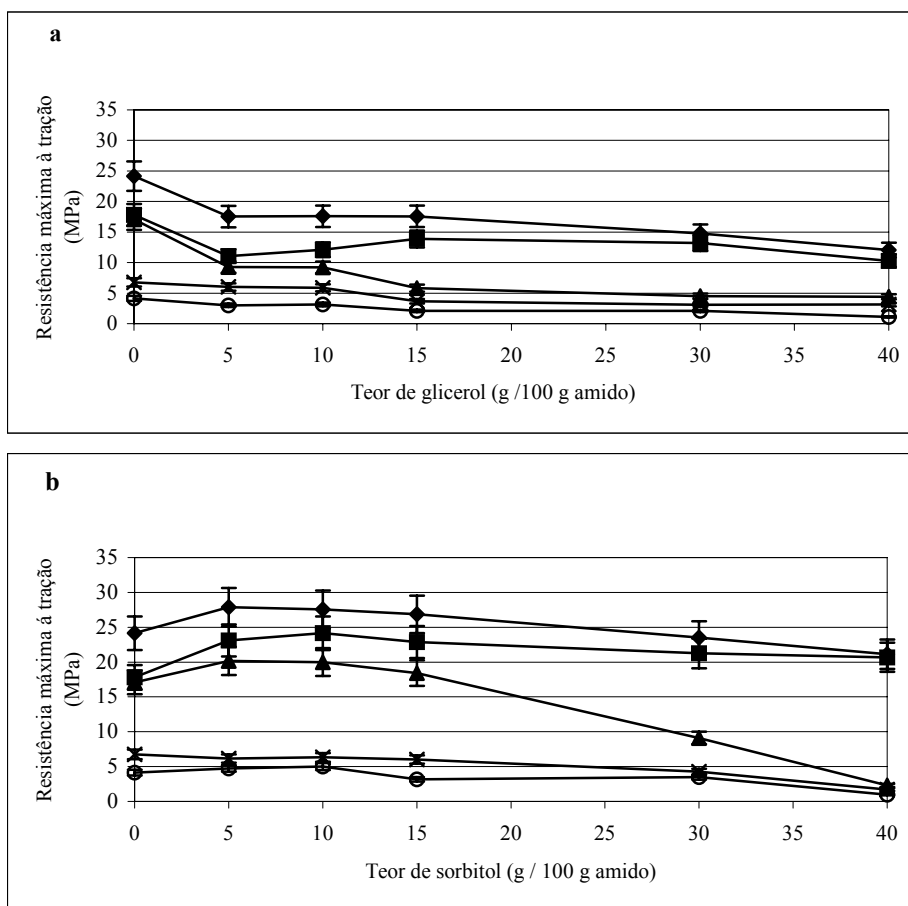 a
Resistência máxima à tração
(MPa)
35
30
25
20
15
10
5
0
0 5 10 15 20 25 30 35 40
Teor de glicerol (g /100 g amido)
b
Resistência máxima á tração
(MPa)
35
30
25
20
15
10
5
0
0 5 10 15 20 25 30 35 40
Teor de sorbitol (g / 100 g amido)